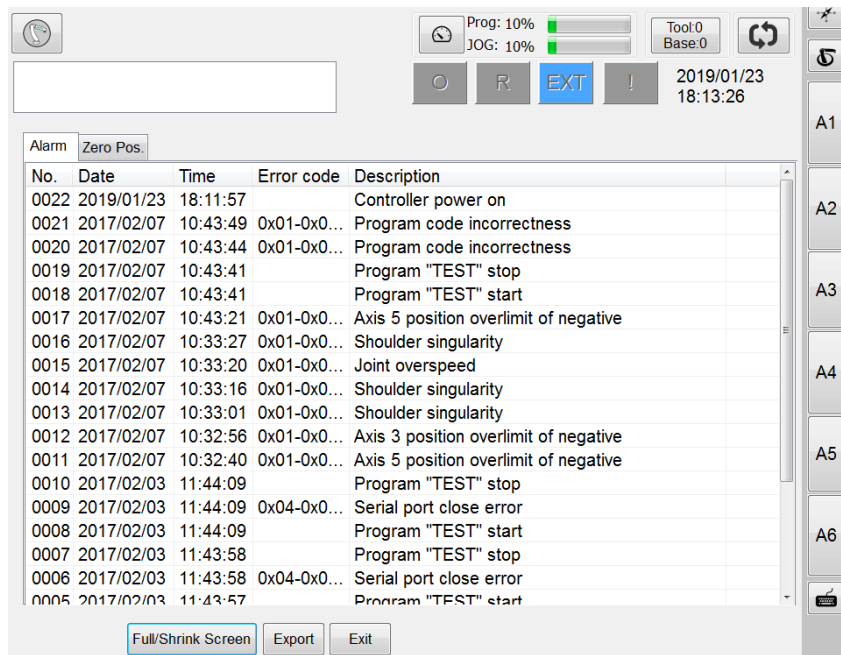 Prog: 10%
JOG: 10%
Tool:0
Base:0
O R EXT !
2019/01/23
18:13:26
Alarm Zero Pos.
No. Date Time Error code Description
0022 2019/01/23 18:11:57 Controller power on
0021 2017/02/07 10:43:49 0x01-0x0... Program code incorrectness
0020 2017/02/07 10:43:44 0x01-0x0... Program code incorrectness
0019 2017/02/07 10:43:41 Program "TEST" stop
0018 2017/02/07 10:43:41 Program "TEST" start
0017 2017/02/07 10:43:21 0x01-0x0... Axis 5 position overlimit of negative
0016 2017/02/07 10:33:27 0x01-0x0... Shoulder singularity
0015 2017/02/07 10:33:20 0x01-0x0... Joint overspeed
0014 2017/02/07 10:33:16 0x01-0x0... Shoulder singularity
0013 2017/02/07 10:33:01 0x01-0x0... Shoulder singularity
0012 2017/02/07 10:32:56 0x01-0x0... Axis 3 position overlimit of negative
0011 2017/02/07 10:32:40 0x01-0x0... Axis 5 position overlimit of negative
0010 2017/02/03 11:44:09 Program "TEST" stop
0009 2017/02/03 11:44:09 0x04-0x0... Serial port close error
0008 2017/02/03 11:44:09 Program "TEST" start
0007 2017/02/03 11:43:58 Program "TEST" stop
0006 2017/02/03 11:43:58 0x04-0x0... Serial port close error
0005 2017/02/03 11:43:57 Program "TEST" start
Full/Shrink Screen Export Exit
A1
A2
A3
A4
A5
A6